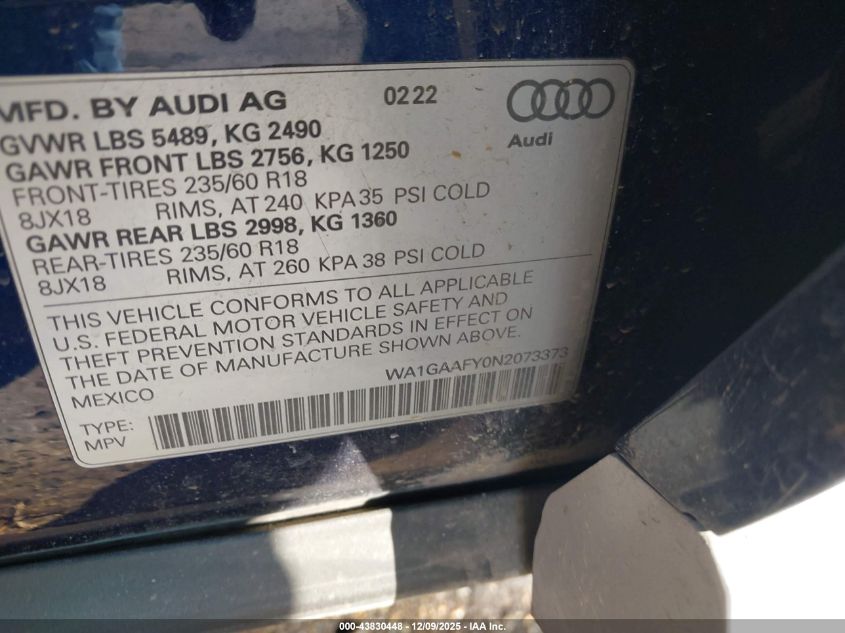 MFD. BY AUDI AG 0222
GVWR LBS 5489, KG 2490
Audi
GAWR FRONT LBS 2756, KG 1250
FRONT-TIRES 235/60 R18
8JX18 RIMS, AT 240 KPA 35 PSI COLD
GAWR REAR LBS 2998, KG 1360
REAR-TIRES 235/60 R18
8JX18 RIMS, AT 260 KPA 38 PSI COLD
THIS VEHICLE CONFORMS TO ALL APPLICABLE
U.S. FEDERAL MOTOR VEHICLE SAFETY AND
THEFT PREVENTION STANDARDS IN EFFECT ON
THE DATE OF MANUFACTURE SHOWN ABOVE.
MEXICO WA1GAAFY0N2073373
TYPE:
MPV
000-43830448 - 12/09/2025 - IAA Inc.